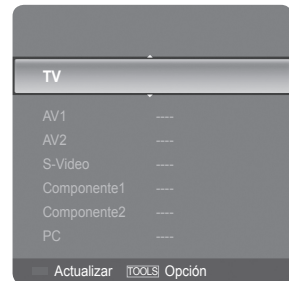 TV
AV1 ----
AV2 ----
S-Video ----
Componente1 ----
Componente2 ----
PC ----
Actualizar TOOLS Opción